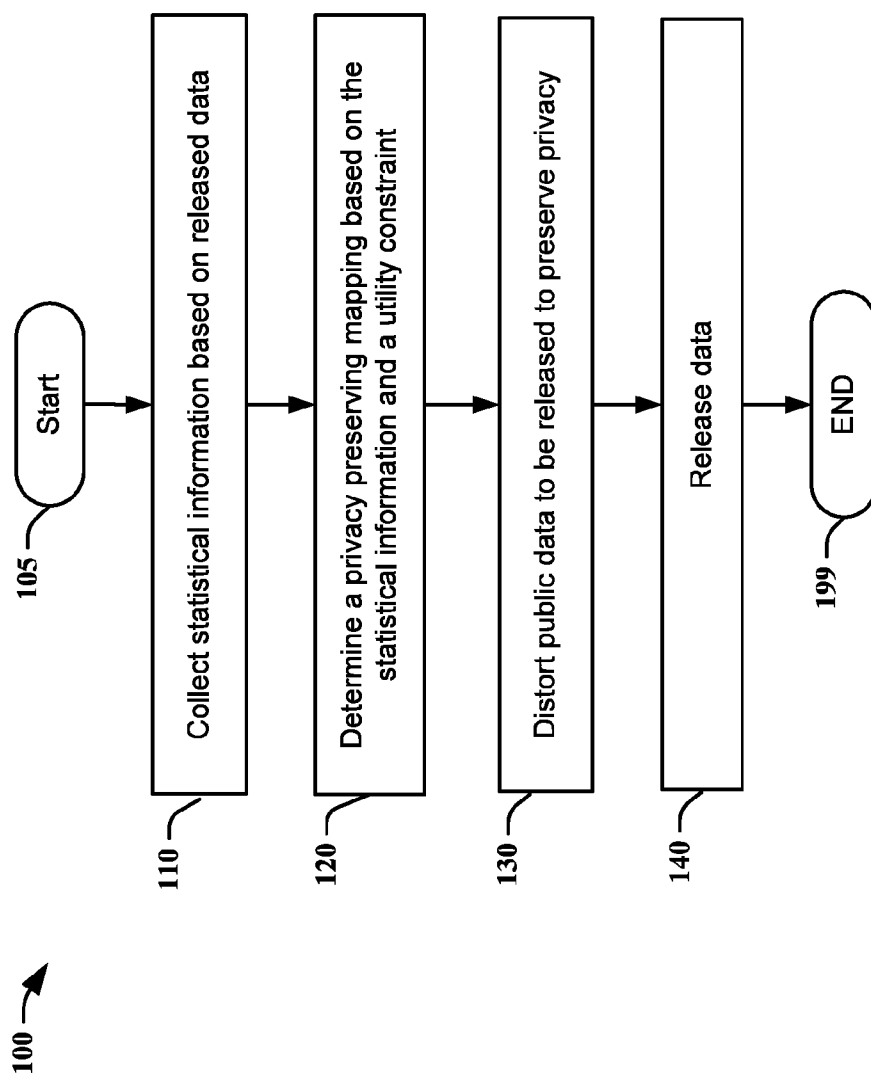 100
105
Start
110
Collect statistical information based on released data
120
Determine a privacy preserving mapping based on the
statistical information and a utility constraint
130
Distort public data to be released to preserve privacy
140
Release data
199
END